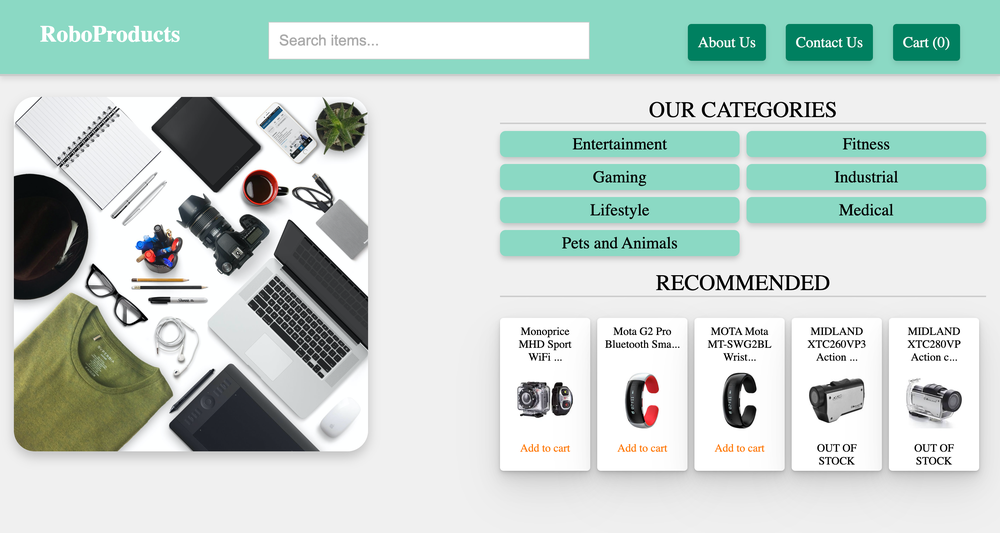 RoboProducts
Search items...
About Us
Contact Us
Cart (0)
OUR CATEGORIES
Entertainment
Fitness
Gaming
Industrial
Lifestyle
Medical
Pets and Animals
RECOMMENDED
Monoprice
MHD Sport
WiFi ...
Add to cart
Mota G2 Pro
Bluetooth Sma...
Add to cart
MOTA Mota
MT-SWG2BL
Wrist...
Add to cart
MIDLAND
XTC260VP3
Action ...
OUT OF
STOCK
MIDLAND
XTC280VP
Action c...
OUT OF
STOCK